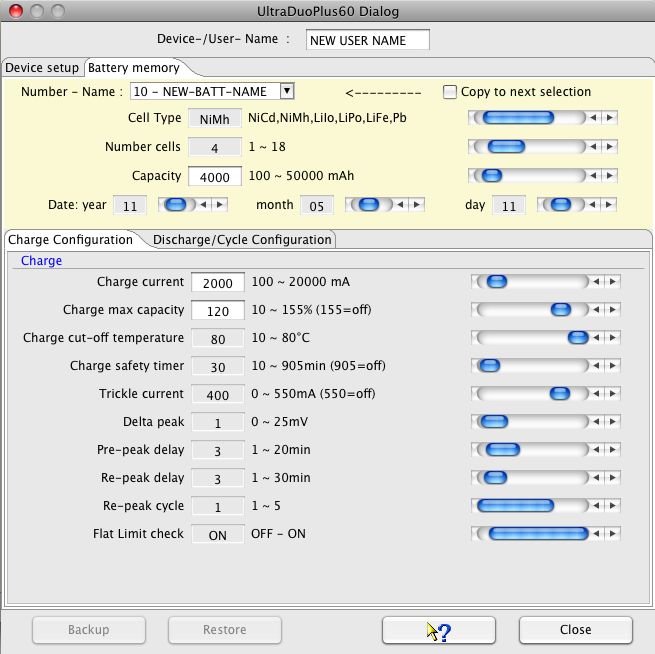 UltraDuoPlus60 Dialog
Device-/User- Name : NEW USER NAME
Device setup Battery memory
Number - Name : 10 - NEW-BATT-NAME <--------- Copy to next selection
Cell Type NiMh NiCd,NiMh,LiIo,LiPo,LiFe,Pb
Number cells 4 1 ~ 18
Capacity 4000 100 ~ 50000 mAh
Date: year 11 month 05 day 11
Charge Configuration Discharge/Cycle Configuration
Charge
Charge current 2000 100 ~ 20000 mA
Charge max capacity 120 10 ~ 155% (155=off)
Charge cut-off temperature 80 10 ~ 80°C
Charge safety timer 30 10 ~ 905min (905=off)
Trickle current 400 0 ~ 550mA (550=off)
Delta peak 1 0 ~ 25mV
Pre-peak delay 3 1 ~ 20min
Re-peak delay 3 1 ~ 30min
Re-peak cycle 1 1 ~ 5
Flat Limit check ON OFF - ON
Backup Restore ? Close